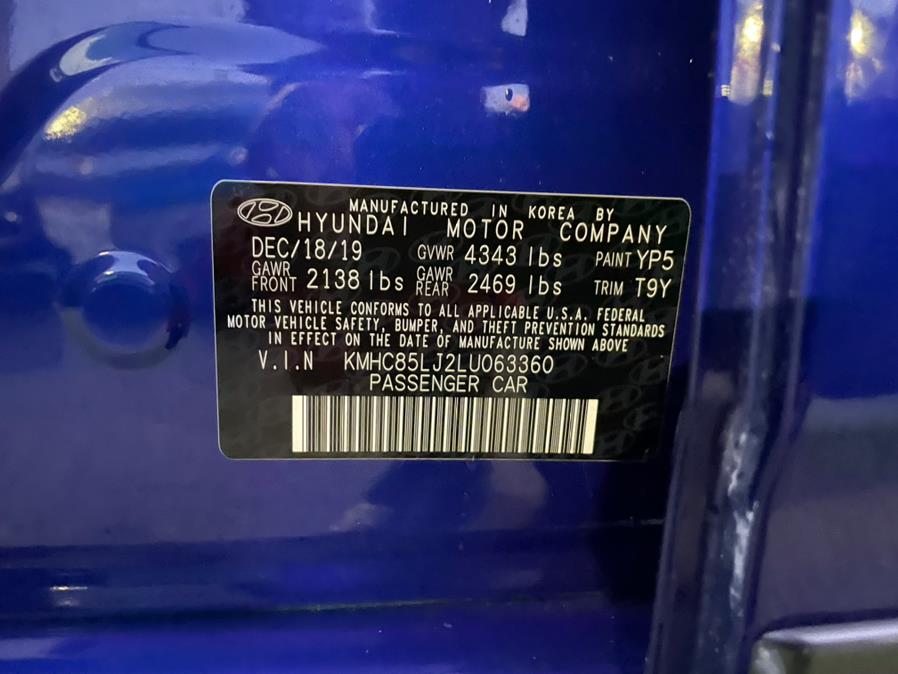 MANUFACTURED IN KOREA BY
HYUNDAI MOTOR COMPANY
DEC/18/19 GVWR 4343 lbs PAINT YP5
GAWR FRONT 2138 lbs GAWR REAR 2469 lbs TRIM T9Y
THIS VEHICLE CONFORMS TO ALL APPLICABLE U.S.A. FEDERAL
MOTOR VEHICLE SAFETY, BUMPER, AND THEFT PREVENTION STANDARDS
IN EFFECT ON THE DATE OF MANUFACTURE SHOWN ABOVE
V.I.N KMHC85LJ2LU063360
PASSENGER CAR